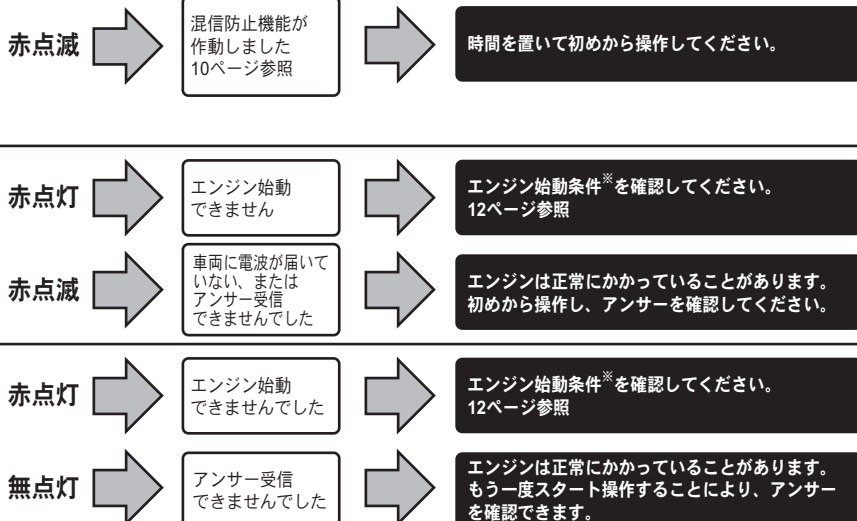 赤点滅
混信防止機能が
作動しました
10ページ参照
時間を置いて初めから操作してください。
赤点灯
エンジン始動
できません
エンジン始動条件※を確認してください。
12ページ参照
赤点滅
車両に電波が届いて
いない、または
アンサー受信
できませんでした
エンジンは正常にかかっていることがあります。
初めから操作し、アンサーを確認してください。
赤点灯
エンジン始動
できませんでした
エンジン始動条件※を確認してください。
12ページ参照
無点灯
アンサー受信
できませんでした
エンジンは正常にかかっていることがあります。
もう一度スタート操作することにより、アンサー
を確認できます。